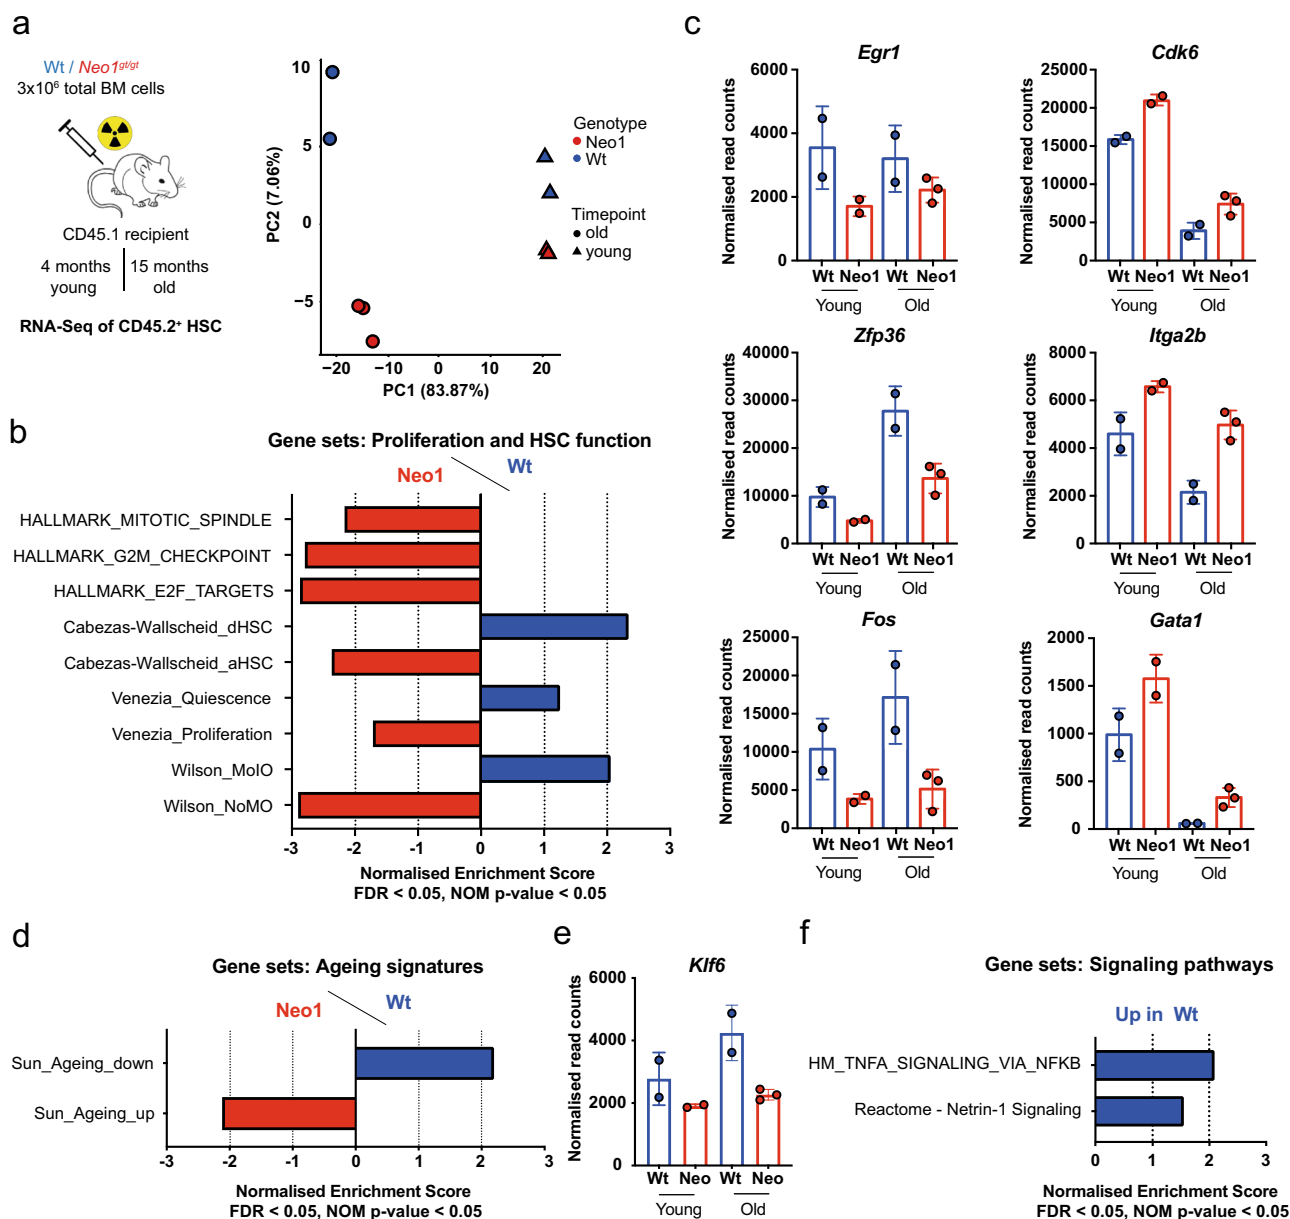 a
Wt / Neo1gt/gt
3x10⁶ total BM cells
CD45.1 recipient
4 months 15 months
young old
RNA-Seq of CD45.2⁺ HSC
10
5
0
−5
PC2 (7.06%)
−20 −10 0 10 20
PC1 (83.87%)
Genotype
Neo1
Wt
Timepoint
old
young
b
Gene sets: Proliferation and HSC function
Neo1 Wt
HALLMARK_MITOTIC_SPINDLE
HALLMARK_G2M_CHECKPOINT
HALLMARK_E2F_TARGETS
Cabezas-Wallscheid_dHSC
Cabezas-Wallscheid_aHSC
Venezia_Quiescence
Venezia_Proliferation
Wilson_MolO
Wilson_NoMO
-3 -2 -1 0 1 2 3
Normalised Enrichment Score
FDR < 0.05, NOM p-value < 0.05
c
Egr1
Normalised read counts
6000
4000
2000
0
Wt Neo1 Wt Neo1
Young Old
Cdk6
Normalised read counts
25000
20000
15000
10000
5000
0
Wt Neo1 Wt Neo1
Young Old
Zfp36
Normalised read counts
40000
30000
20000
10000
0
Wt Neo1 Wt Neo1
Young Old
Itga2b
Normalised read counts
8000
6000
4000
2000
0
Wt Neo1 Wt Neo1
Young Old
Fos
Normalised read counts
25000
20000
15000
10000
5000
0
Wt Neo1 Wt Neo1
Young Old
Gata1
Normalised read counts
2000
1500
1000
500
0
Wt Neo1 Wt Neo1
Young Old
d
Gene sets: Ageing signatures
Neo1 Wt
Sun_Ageing_down
Sun_Ageing_up
-3 -2 -1 0 1 2 3
Normalised Enrichment Score
FDR < 0.05, NOM p-value < 0.05
e
Klf6
Normalised read counts
6000
4000
2000
0
Wt Neo Wt Neo
Young Old
f
Gene sets: Signaling pathways
Up in Wt
HM_TNFA_SIGNALING_VIA_NFKB
Reactome - Netrin-1 Signaling
0 1 2 3
Normalised Enrichment Score
FDR < 0.05, NOM p-value < 0.05